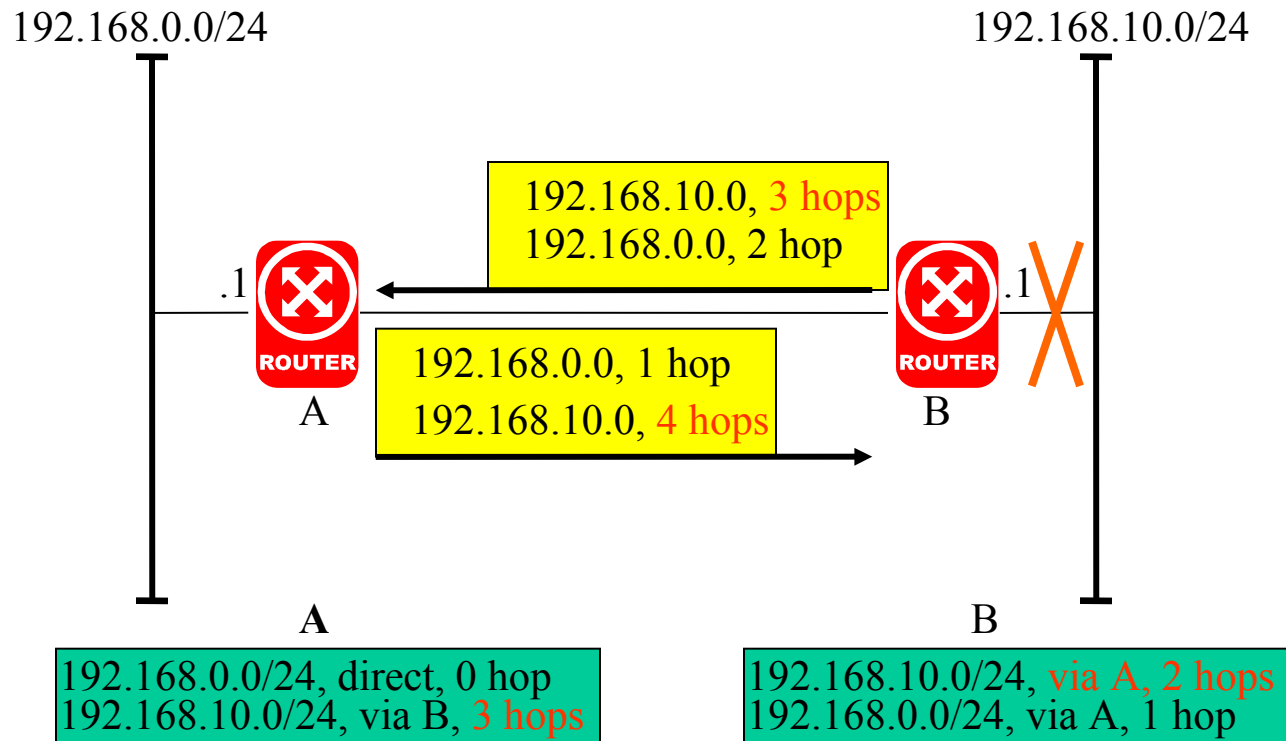 192.168.0.0/24
192.168.10.0/24
192.168.10.0, 3 hops
192.168.0.0, 2 hop
.1
.1
ROUTER
ROUTER
192.168.0.0, 1 hop
192.168.10.0, 4 hops
A
B
A
B
192.168.0.0/24, direct, 0 hop
192.168.10.0/24, via B, 3 hops
192.168.10.0/24, via A, 2 hops
192.168.0.0/24, via A, 1 hop